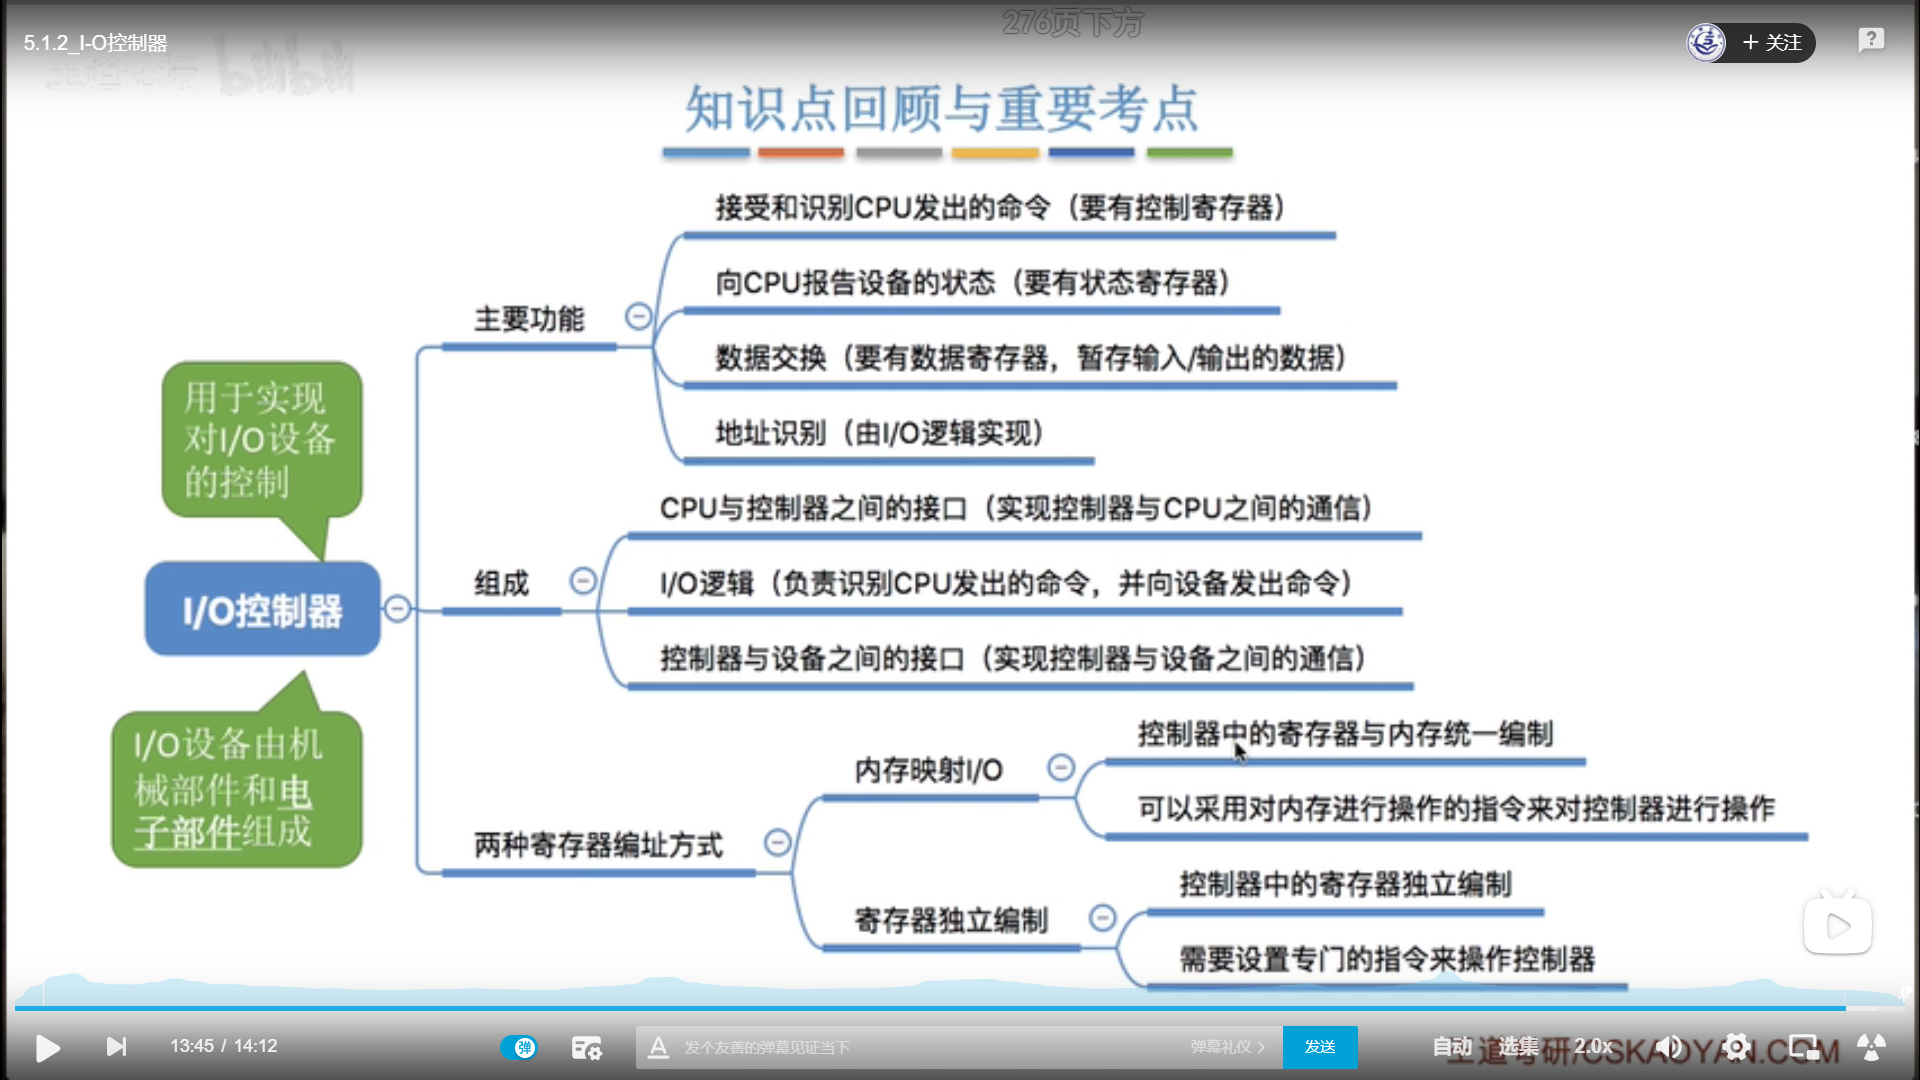 276页下方
5.1.2_I-O控制器
王道论坛 bilibili
+ 关注
?
知识点回顾与重要考点
接受和识别CPU发出的命令（要有控制寄存器）
向CPU报告设备的状态（要有状态寄存器）
主要功能
数据交换（要有数据寄存器，暂存输入/输出的数据）
地址识别（由I/O逻辑实现）
用于实现
对I/O设备
的控制
CPU与控制器之间的接口（实现控制器与CPU之间的通信）
组成
I/O逻辑（负责识别CPU发出的命令，并向设备发出命令）
I/O控制器
控制器与设备之间的接口（实现控制器与设备之间的通信）
I/O设备由机
械部件和电
子部件组成
控制器中的寄存器与内存统一编制
内存映射I/O
可以采用对内存进行操作的指令来对控制器进行操作
两种寄存器编址方式
控制器中的寄存器独立编制
寄存器独立编制
需要设置专门的指令来操作控制器
13:45 / 14:12
弹
A 发个友善的弹幕见证当下
弹幕礼仪 >
发送
自动
选集
2.0x
王道考研/CSKAOYAN.COM